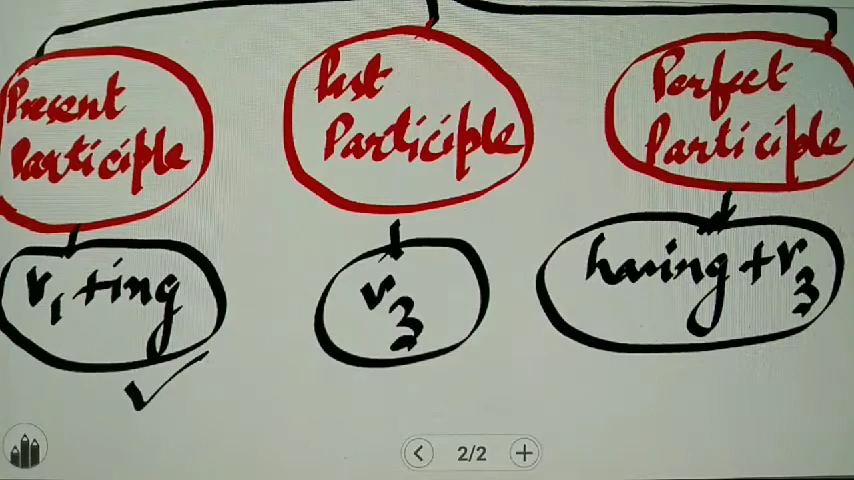 Present
Participle
Past
Participle
Perfect
Participle
V₁ +ing
V₃
having + V₃
2/2